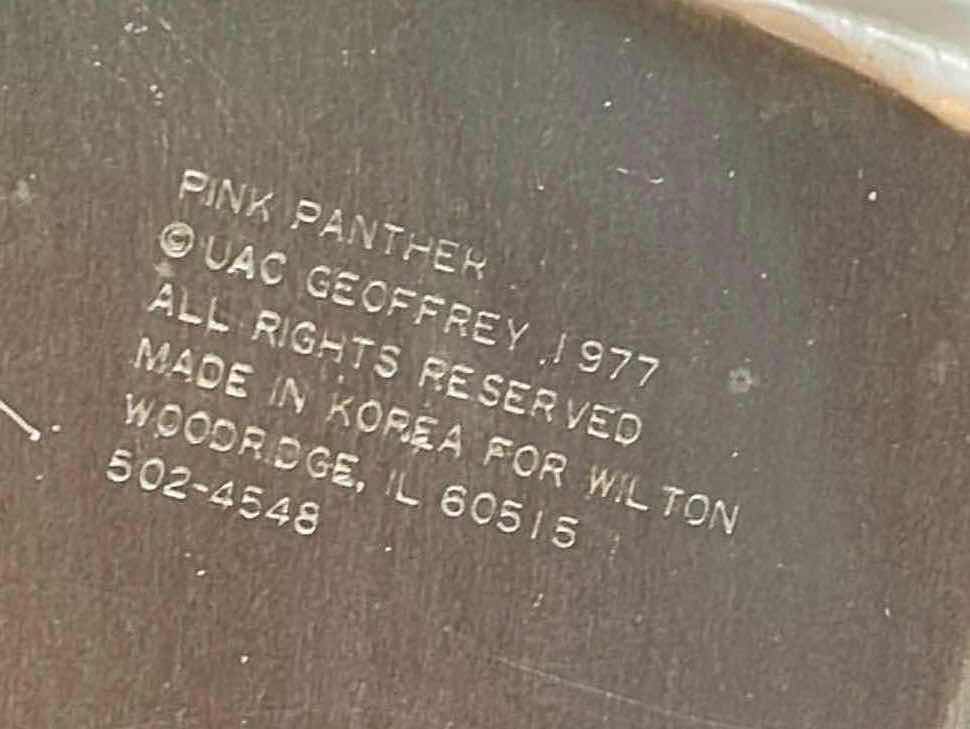 PINK PANTHER
© UAC GEOFFREY, 1977
ALL RIGHTS RESERVED
MADE IN KOREA FOR WILTON
WOODRIDGE, IL 60515
502-4548